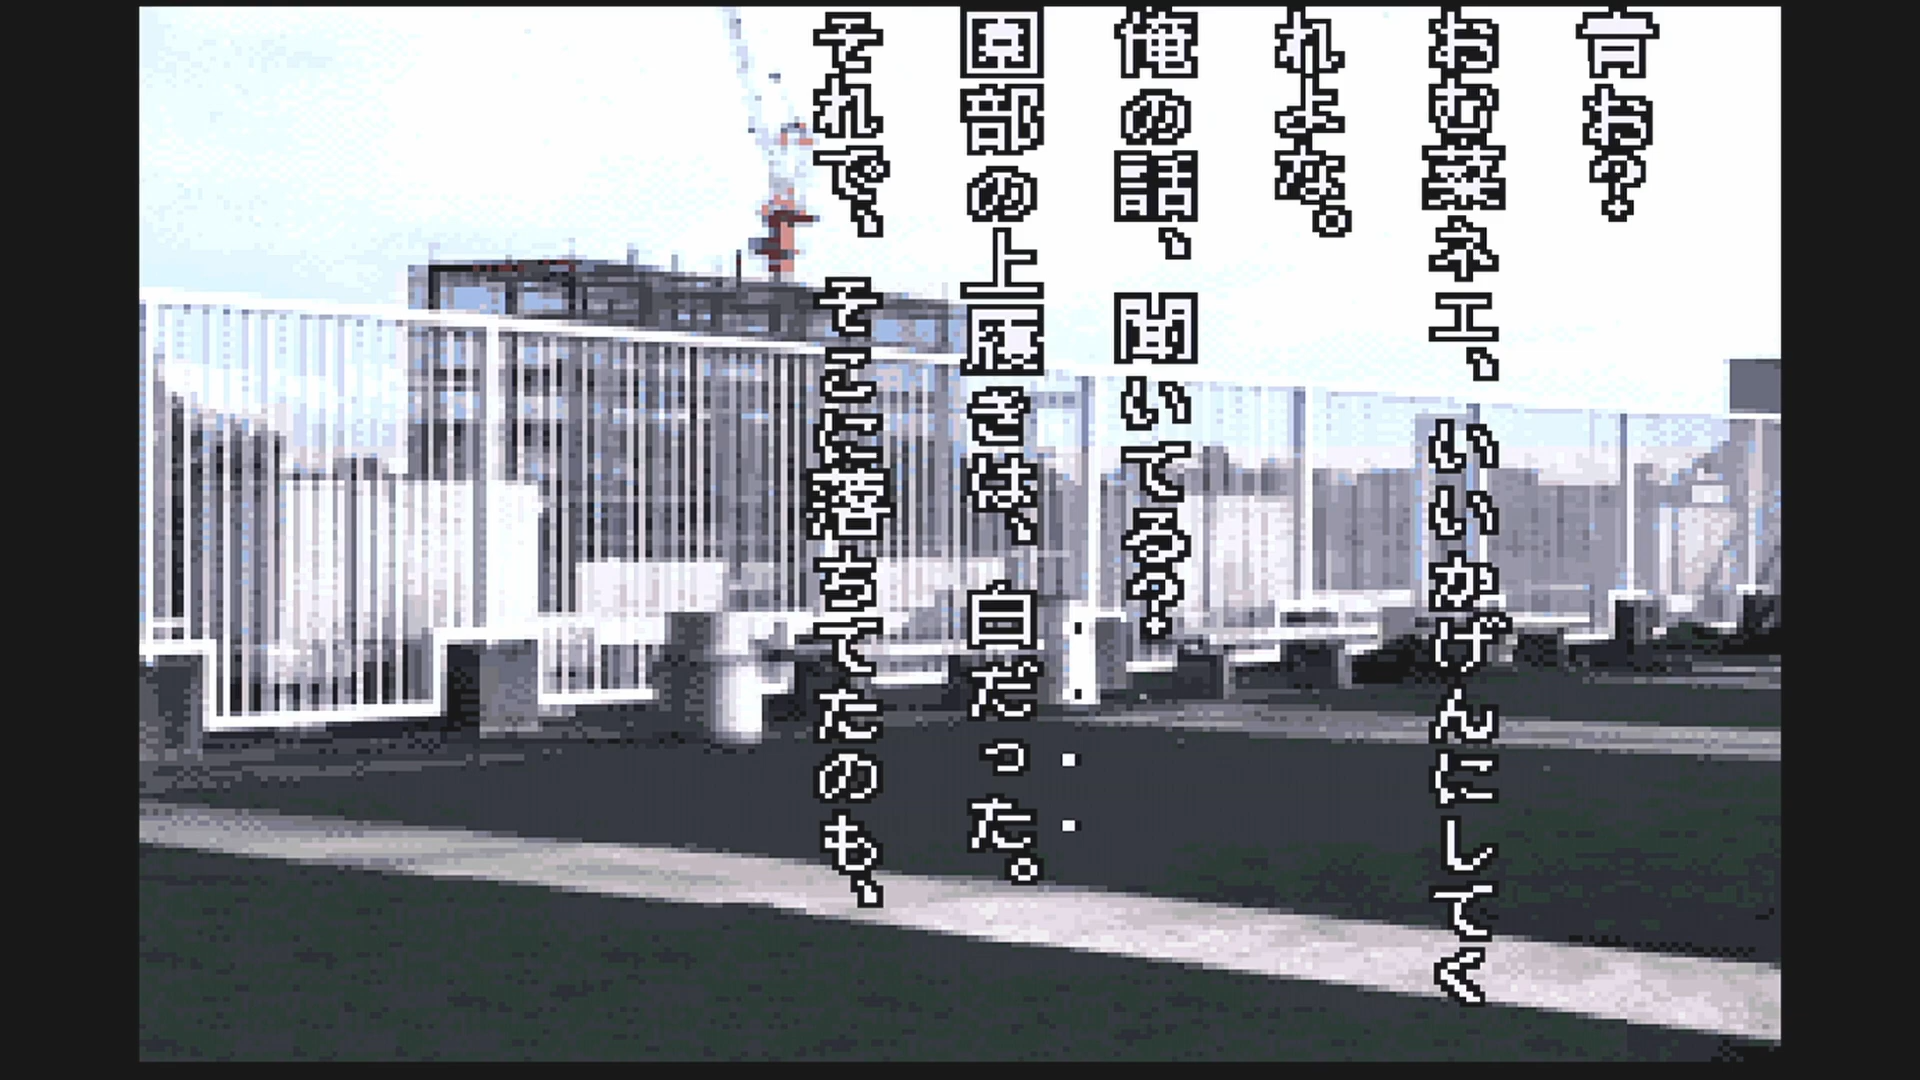 おむ菜ネエ、いいかげんにしてく
れよな。
俺の話、聞いてる?
園部の上履きは、白だった。
それで、そこに落ちてたのも、